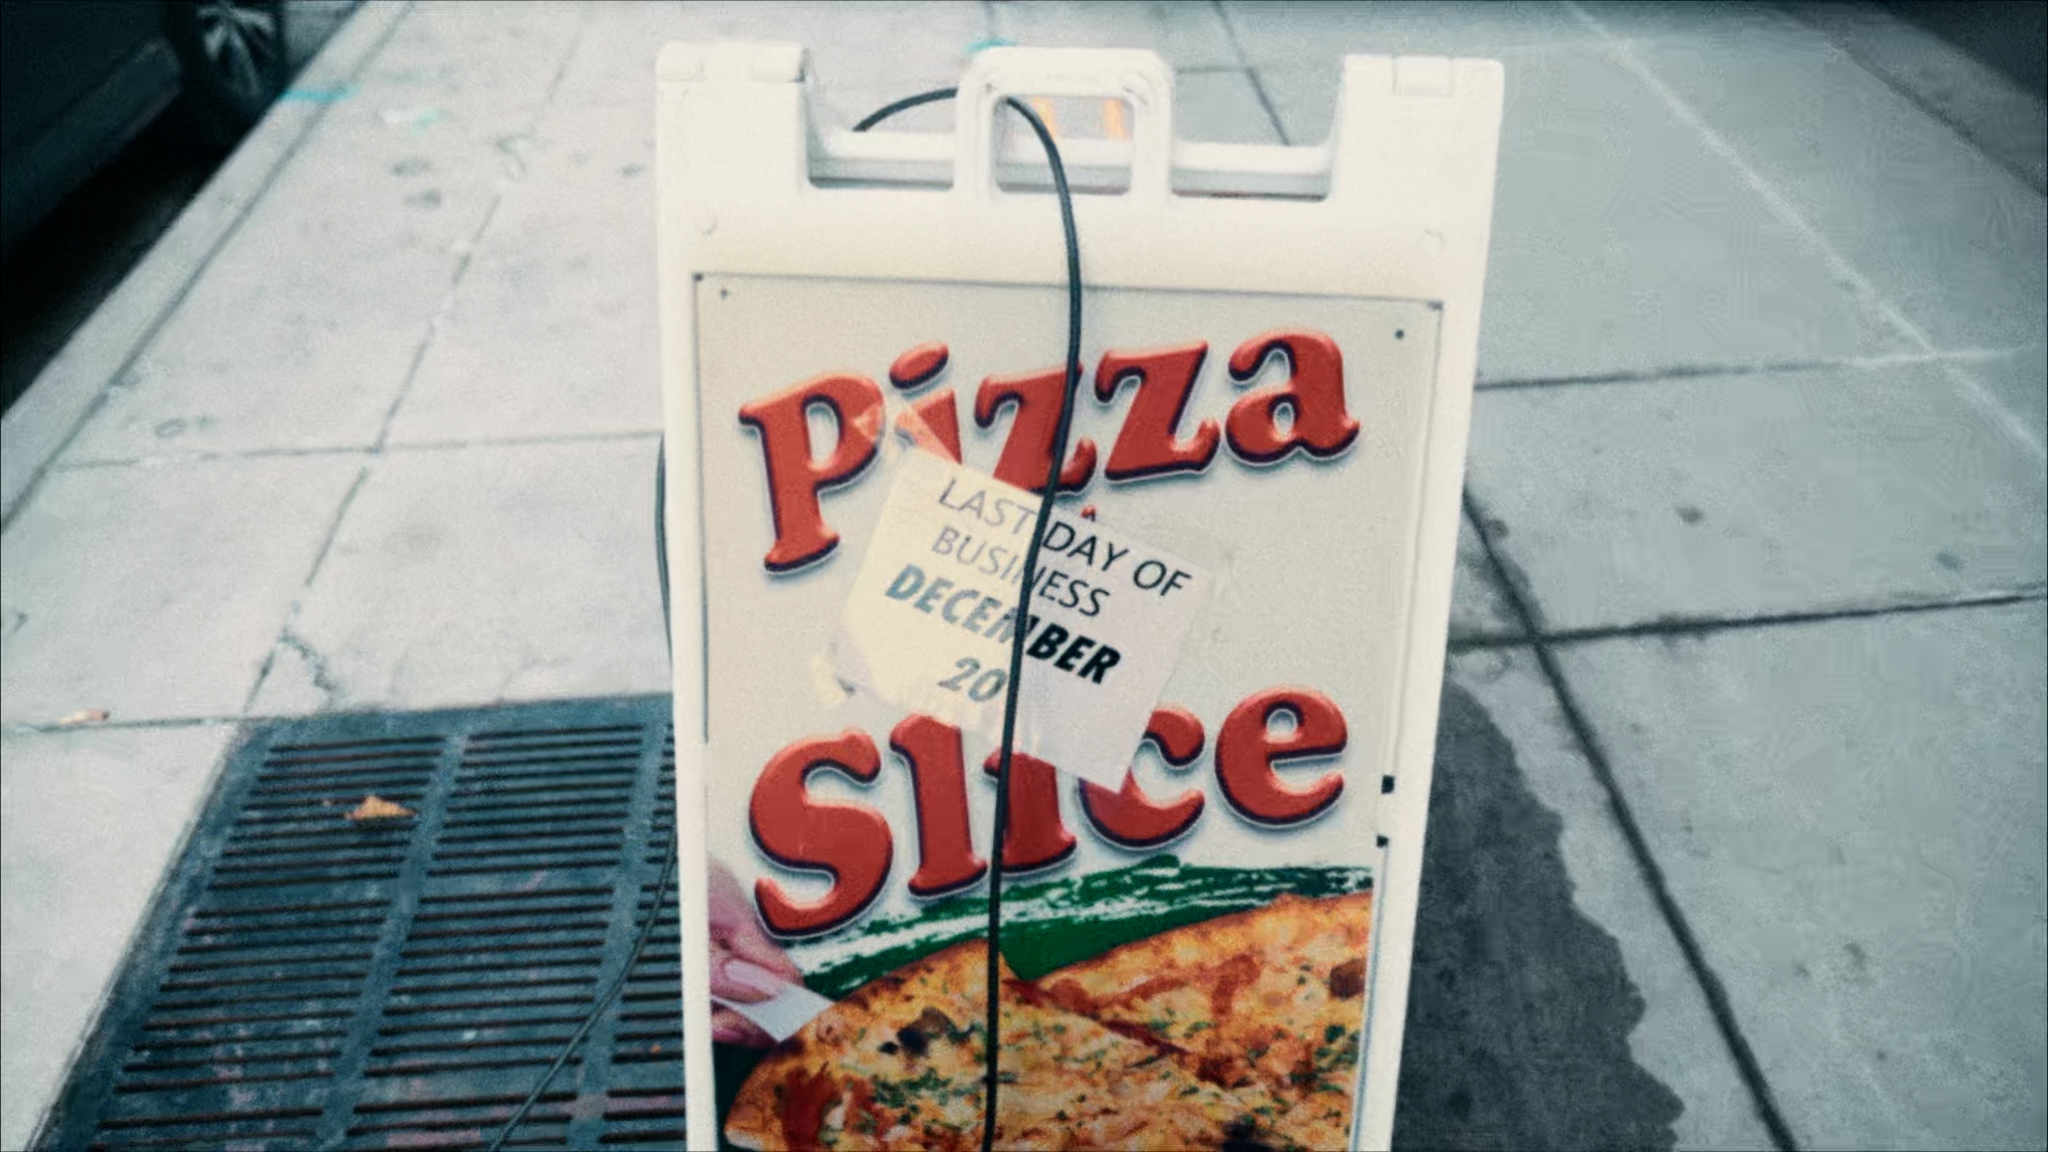 Pizza
LAST DAY OF
BUSINESS
DECEMBER
20
Slice